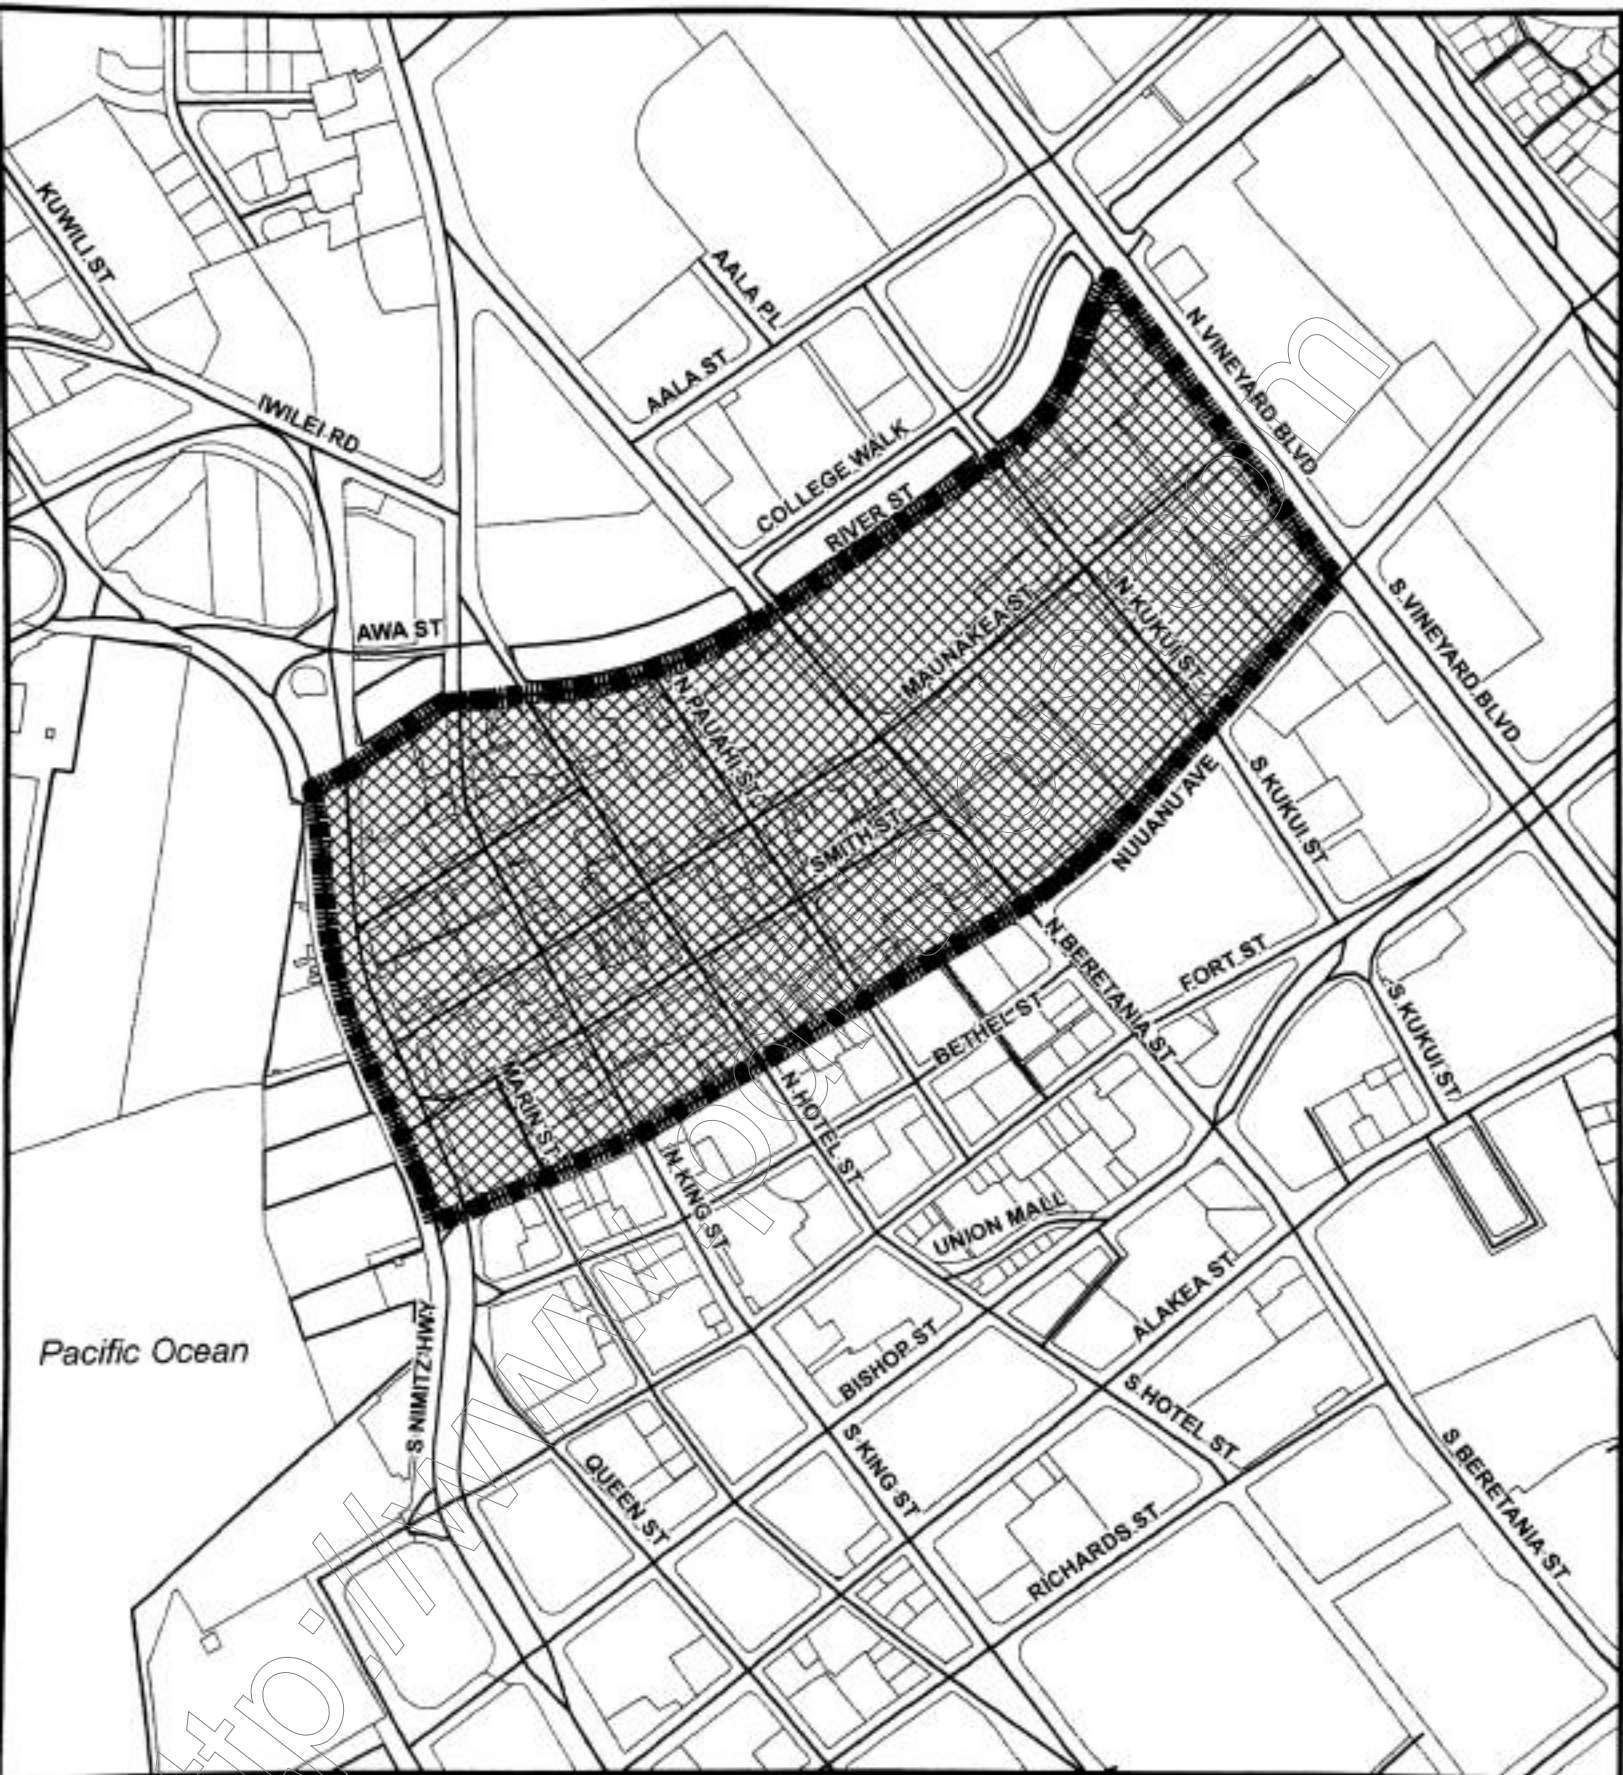 KUWILI ST
AALA PL
N VINEYARD BLVD
AALA ST
IWILEI RD
COLLEGE WALK
RIVER ST
AWA ST
MAUNAKEA ST
N KUKUI ST
S VINEYARD BLVD
N PAUAHI ST
SMITH ST
NUUANU AVE
S KUKUI ST
N BERETANIA ST
FORT ST
S KUKUI ST
BETHEL ST
MARIN ST
N HOTEL ST
N KING ST
UNION MALL
ALAKEA ST
Pacific Ocean
S NIMITZ HWY
BISHOP ST
S HOTEL ST
S KING ST
QUEEN ST
S BERETANIA ST
RICHARDS ST